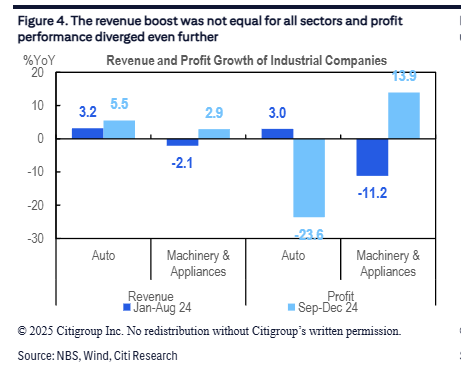 Figure 4. The revenue boost was not equal for all sectors and profit
performance diverged even further
%YoY
Revenue and Profit Growth of Industrial Companies
20
10
0
-10
-20
-30
3.2
5.5
-2.1
2.9
3.0
-23.6
-11.2
13.9
Auto
Machinery &
Appliances
Auto
Machinery &
Appliances
Revenue
Profit
Jan-Aug 24
Sep-Dec 24
© 2025 Citigroup Inc. No redistribution without Citigroup's written permission.
Source: NBS, Wind, Citi Research